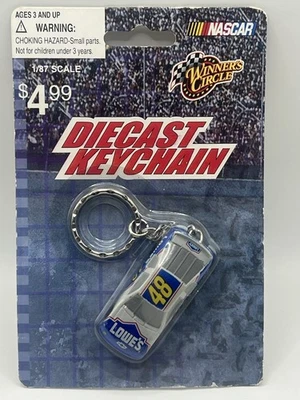 AGES 3 AND UP
WARNING:
CHOKING HAZARD-Small parts.
Not for children under 3 years.
NASCAR
1/87 SCALE
$4.99
WINNER'S
CIRCLE
DIECAST
KEYCHAIN
48
LOWE'S